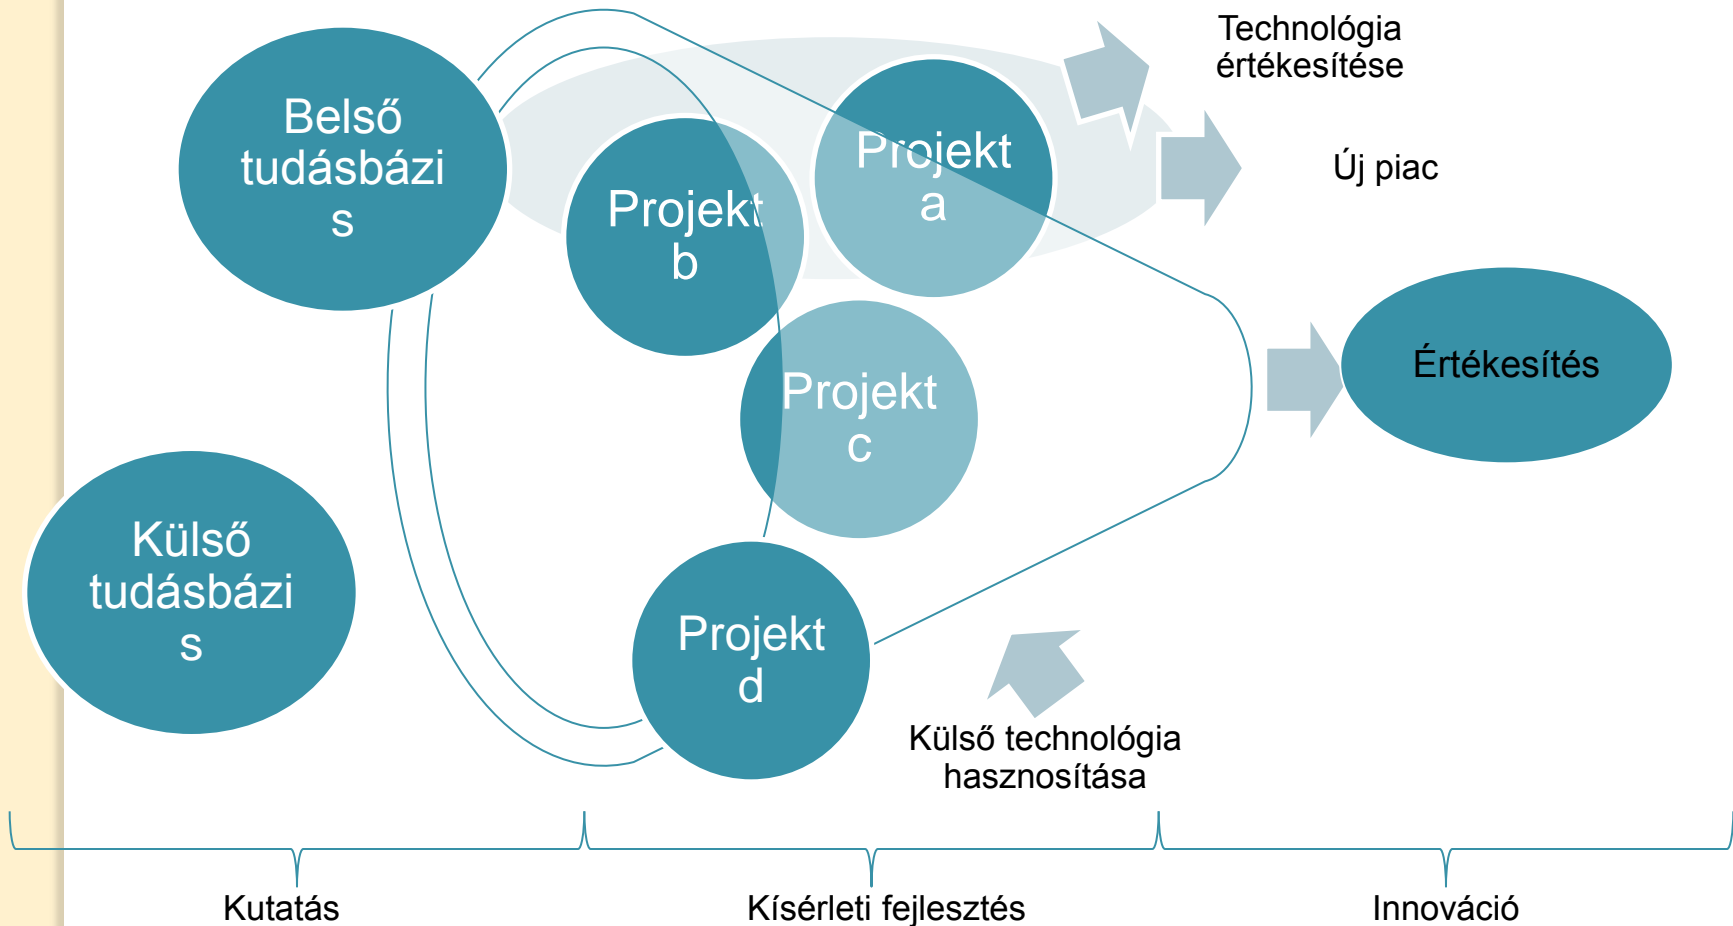 Technológia
értékesítése
Belső
tudásbázi
s
Projekt
a
Új piac
Projekt
b
Értékesítés
Projekt
c
Külső
tudásbázi
s
Projekt
d
Külső technológia
hasznosítása
Kutatás
Kísérleti fejlesztés
Innováció